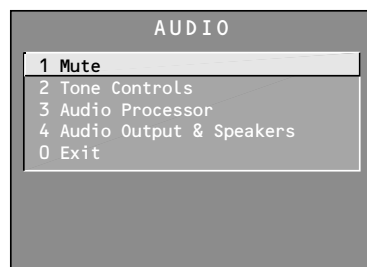 AUDIO
1 Mute
2 Tone Controls
3 Audio Processor
4 Audio Output & Speakers
0 Exit